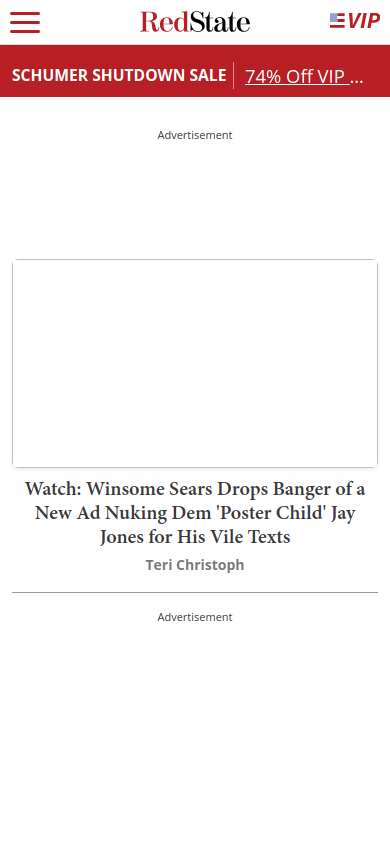 RedState
VIP
SCHUMER SHUTDOWN SALE
74% Off VIP ...
Advertisement
Watch: Winsome Sears Drops Banger of a
New Ad Nuking Dem 'Poster Child' Jay
Jones for His Vile Texts
Teri Christoph
Advertisement